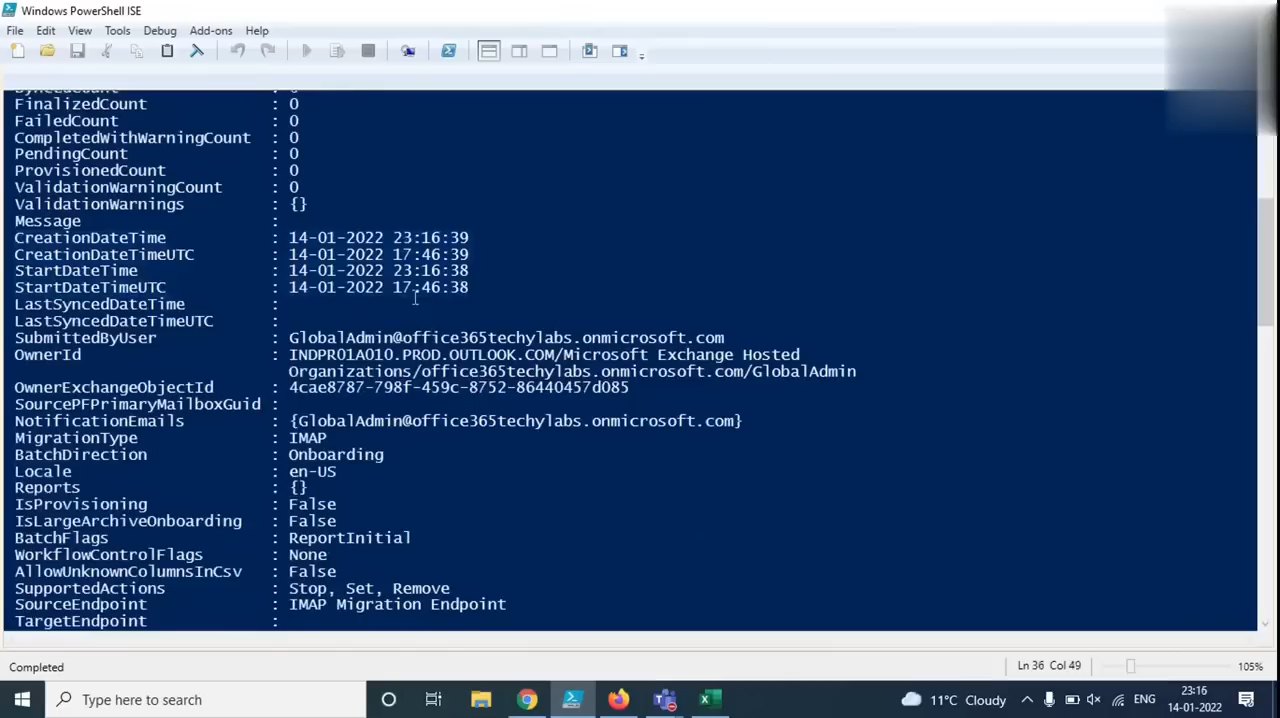 Windows PowerShell ISE
File Edit View Tools Debug Add-ons Help
FinalizedCount : 0
FailedCount : 0
CompletedWithWarningCount : 0
PendingCount : 0
ProvisionedCount : 0
ValidationWarningCount : 0
ValidationWarnings : {}
Message :
CreationDateTime : 14-01-2022 23:16:39
CreationDateTimeUTC : 14-01-2022 17:46:39
StartDateTime : 14-01-2022 23:16:38
StartDateTimeUTC : 14-01-2022 17:46:38
LastSyncedDateTime :
LastSyncedDateTimeUTC :
SubmittedByUser : GlobalAdmin@office365techylabs.onmicrosoft.com
OwnerId : INDPR01A010.PROD.OUTLOOK.COM/Microsoft Exchange Hosted
Organizations/office365techylabs.onmicrosoft.com/GlobalAdmin
OwnerExchangeObjectId : 4cae8787-798f-459c-8752-86440457d085
SourcePFPrimaryMailboxGuid :
NotificationEmails : {GlobalAdmin@office365techylabs.onmicrosoft.com}
MigrationType : IMAP
BatchDirection : Onboarding
Locale : en-US
Reports : {}
IsProvisioning : False
IsLargeArchiveOnboarding : False
BatchFlags : ReportInitial
WorkflowControlFlags : None
AllowUnknownColumnsInCsv : False
SupportedActions : Stop, Set, Remove
SourceEndpoint : IMAP Migration Endpoint
TargetEndpoint :
Completed Ln 36 Col 49 105%
Type here to search 11°C Cloudy ENG 23:16
14-01-2022